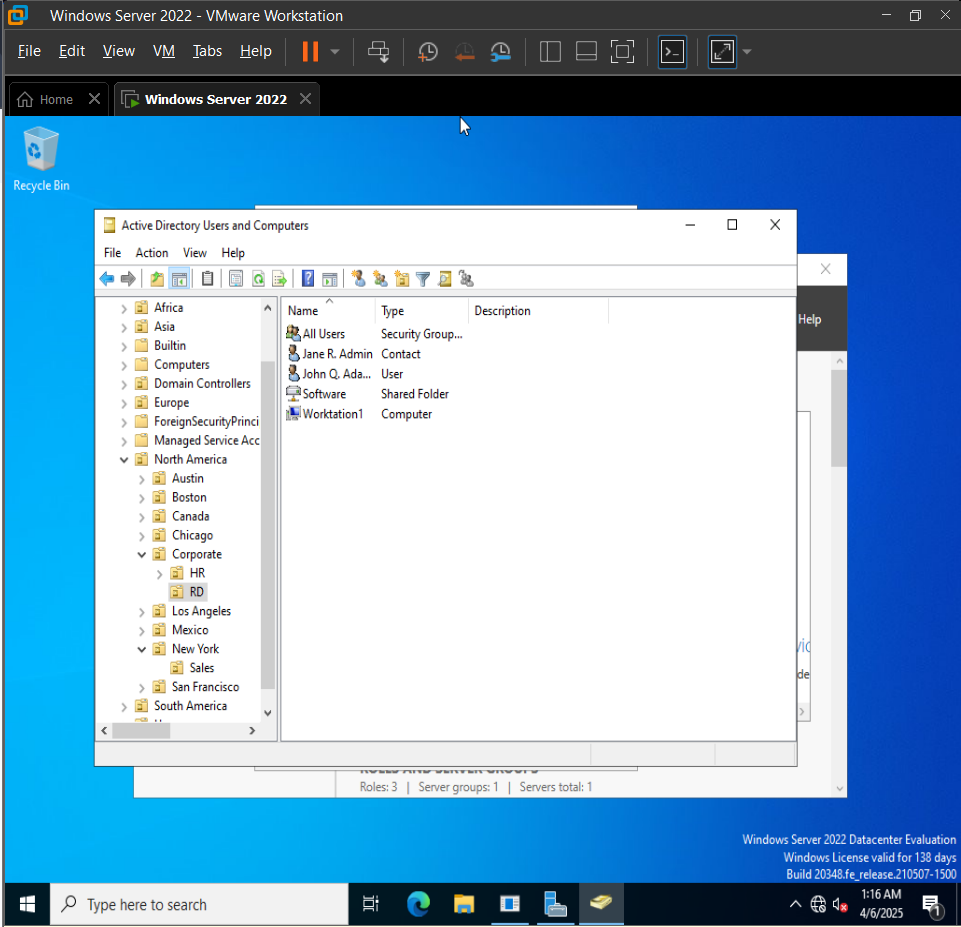 Windows Server 2022 - VMware Workstation
File Edit View VM Tabs Help
Home Windows Server 2022
Recycle Bin
Active Directory Users and Computers
File Action View Help
Help
Africa
Asia
Builtin
Computers
Domain Controllers
Europe
ForeignSecurityPrinci
Managed Service Acc
North America
Austin
Boston
Canada
Chicago
Corporate
HR
RD
Los Angeles
Mexico
New York
Sales
San Francisco
South America
Name Type Description
All Users Security Group...
Jane R. Admin Contact
John Q. Ada... User
Software Shared Folder
Worktation1 Computer
ROLES AND SERVER GROUPS
Roles: 3 | Server groups: 1 | Servers total: 1
Windows Server 2022 Datacenter Evaluation
Windows License valid for 138 days
Build 20348.fe_release.210507-1500
Type here to search
1:16 AM
4/6/2025
1